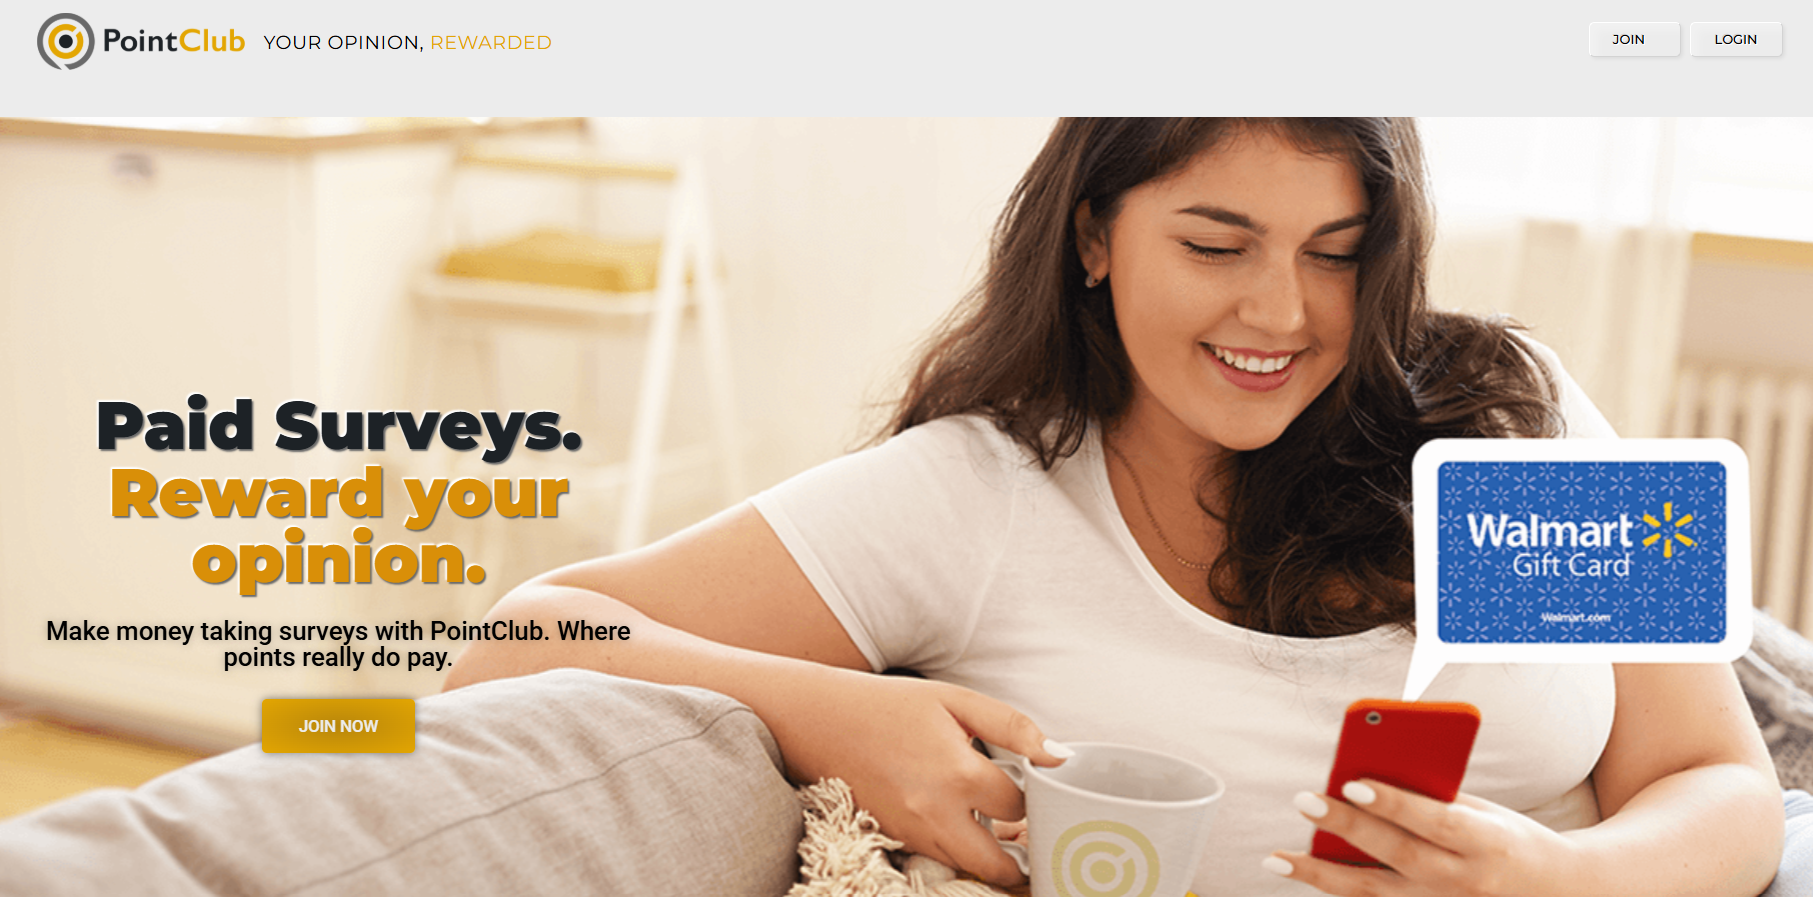 PointClub YOUR OPINION, REWARDED
JOIN
LOGIN
Paid Surveys.
Reward your
opinion.
Make money taking surveys with PointClub. Where
points really do pay.
JOIN NOW
Walmart
Gift Card
Walmart.com